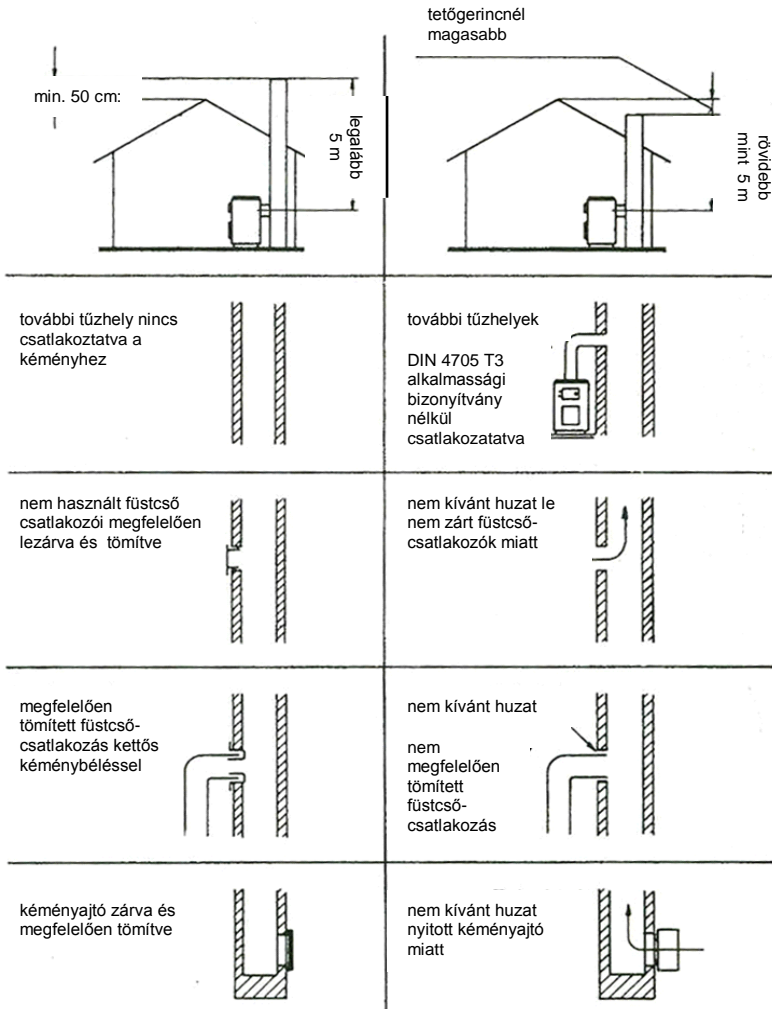 tetőgerincnél
magasabb
min. 50 cm:
legalább
5 m
rövidebb
mint 5 m
további tűzhely nincs
csatlakoztatva a
kéményhez
további tűzhelyek
DIN 4705 T3
alkalmassági
bizonyítvány
nélkül
csatlakozatatva
nem használt füstcső
csatlakozói megfelelően
lezárva és tömítve
nem kívánt huzat le
nem zárt füstcső-
csatlakozók miatt
megfelelően
tömített füstcső-
csatlakozás kettős
kéménybéléssel
nem kívánt huzat
nem
megfelelően
tömített
füstcső-
csatlakozás
kéményajtó zárva és
megfelelően tömítve
nem kívánt huzat
nyitott kéményajtó
miatt